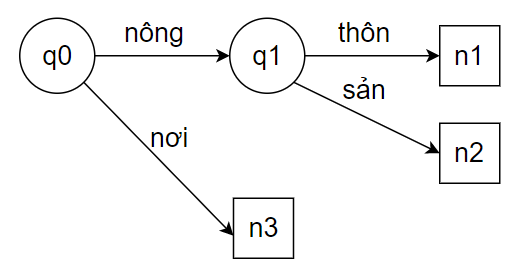 nông thôn
q0 q1 n1
sản
nơi n2
n3